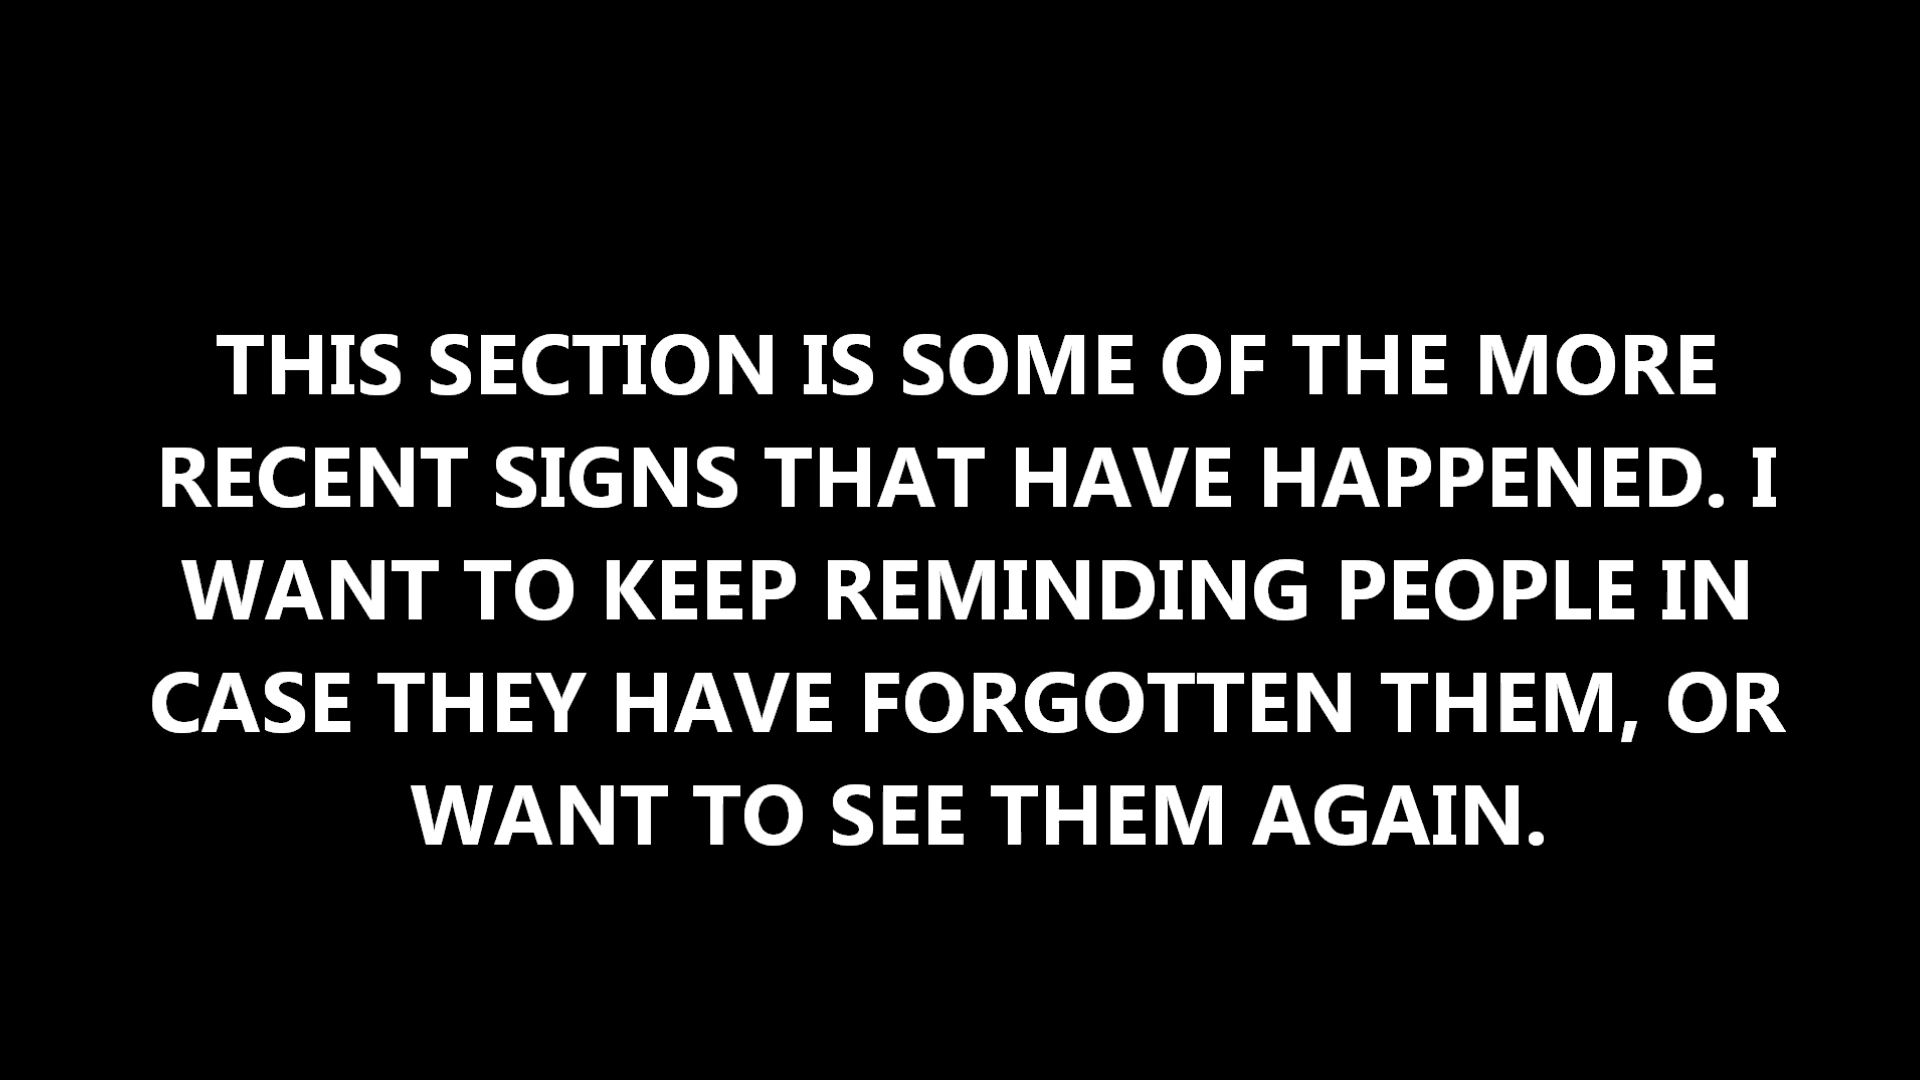 THIS SECTION IS SOME OF THE MORE
RECENT SIGNS THAT HAVE HAPPENED. I
WANT TO KEEP REMINDING PEOPLE IN
CASE THEY HAVE FORGOTTEN THEM, OR
WANT TO SEE THEM AGAIN.